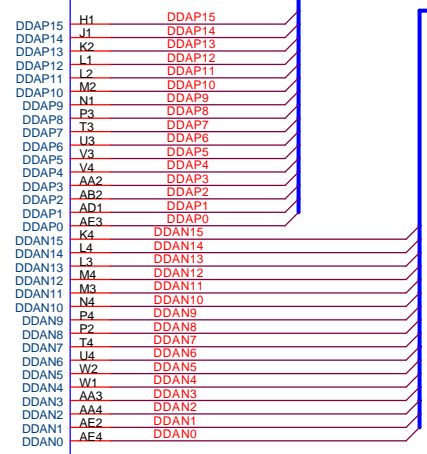 DDAP15 H1 DDAP15
DDAP14 J1 DDAP14
DDAP13 K2 DDAP13
DDAP12 L1 DDAP12
DDAP11 L2 DDAP11
DDAP10 M2 DDAP10
DDAP9 N1 DDAP9
DDAP8 P3 DDAP8
DDAP7 T3 DDAP7
DDAP6 U3 DDAP6
DDAP5 V3 DDAP5
DDAP4 V4 DDAP4
DDAP3 AA2 DDAP3
DDAP2 AB2 DDAP2
DDAP1 AD1 DDAP1
DDAP0 AE3 DDAP0
DDAN15 K4 DDAN15
DDAN14 L4 DDAN14
DDAN13 L3 DDAN13
DDAN12 M4 DDAN12
DDAN11 M3 DDAN11
DDAN10 N4 DDAN10
DDAN9 P4 DDAN9
DDAN8 P2 DDAN8
DDAN7 T4 DDAN7
DDAN6 U4 DDAN6
DDAN5 W2 DDAN5
DDAN4 W1 DDAN4
DDAN3 AA3 DDAN3
DDAN2 AA4 DDAN2
DDAN1 AE2 DDAN1
DDAN0 AE4 DDAN0